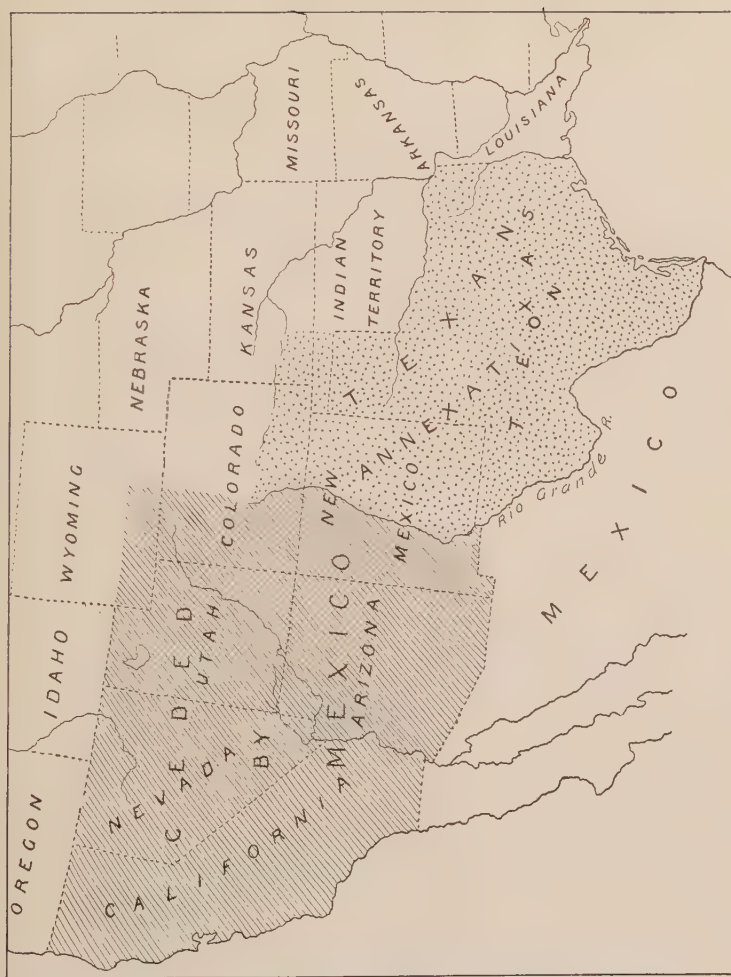 OREGON
IDAHO
WYOMING
NEBRASKA
KANSAS
MISSOURI
ARKANSAS
LOUISIANA
INDIAN
TERRITORY
COLORADO
CALIFORNIA
NEVADA
UTAH
CEDED
BY
MEXICO
ARIZONA
NEW
MEXICO
TEXAN
ANNEXATION
TEXAS
Rio Grande R.
MEXICO